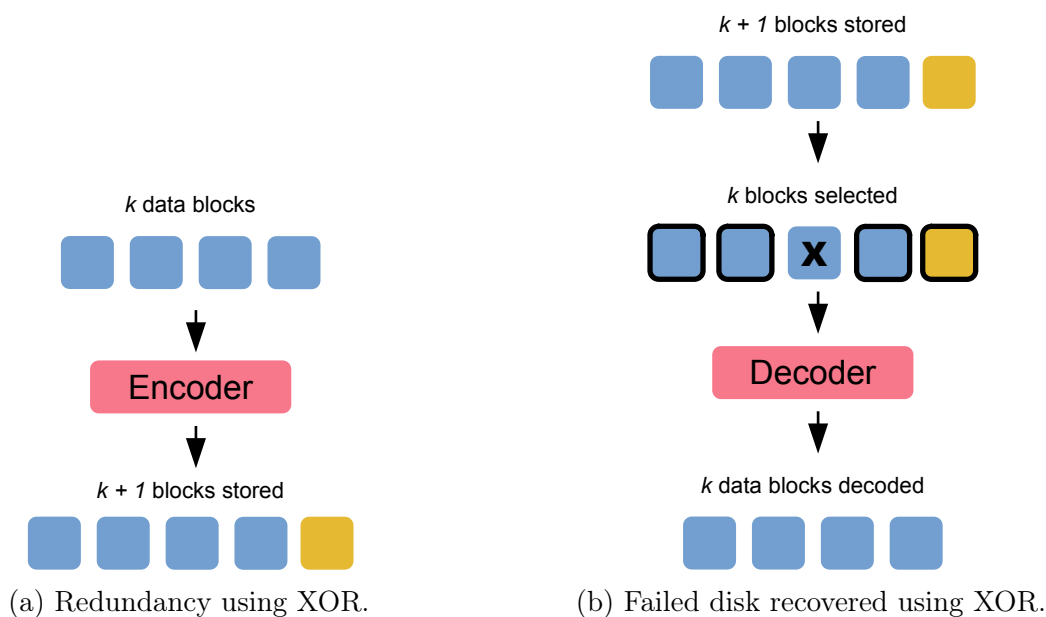 k data blocks
Encoder
k + 1 blocks stored
(a) Redundancy using XOR.
k + 1 blocks stored
k blocks selected
x
Decoder
k data blocks decoded
(b) Failed disk recovered using XOR.